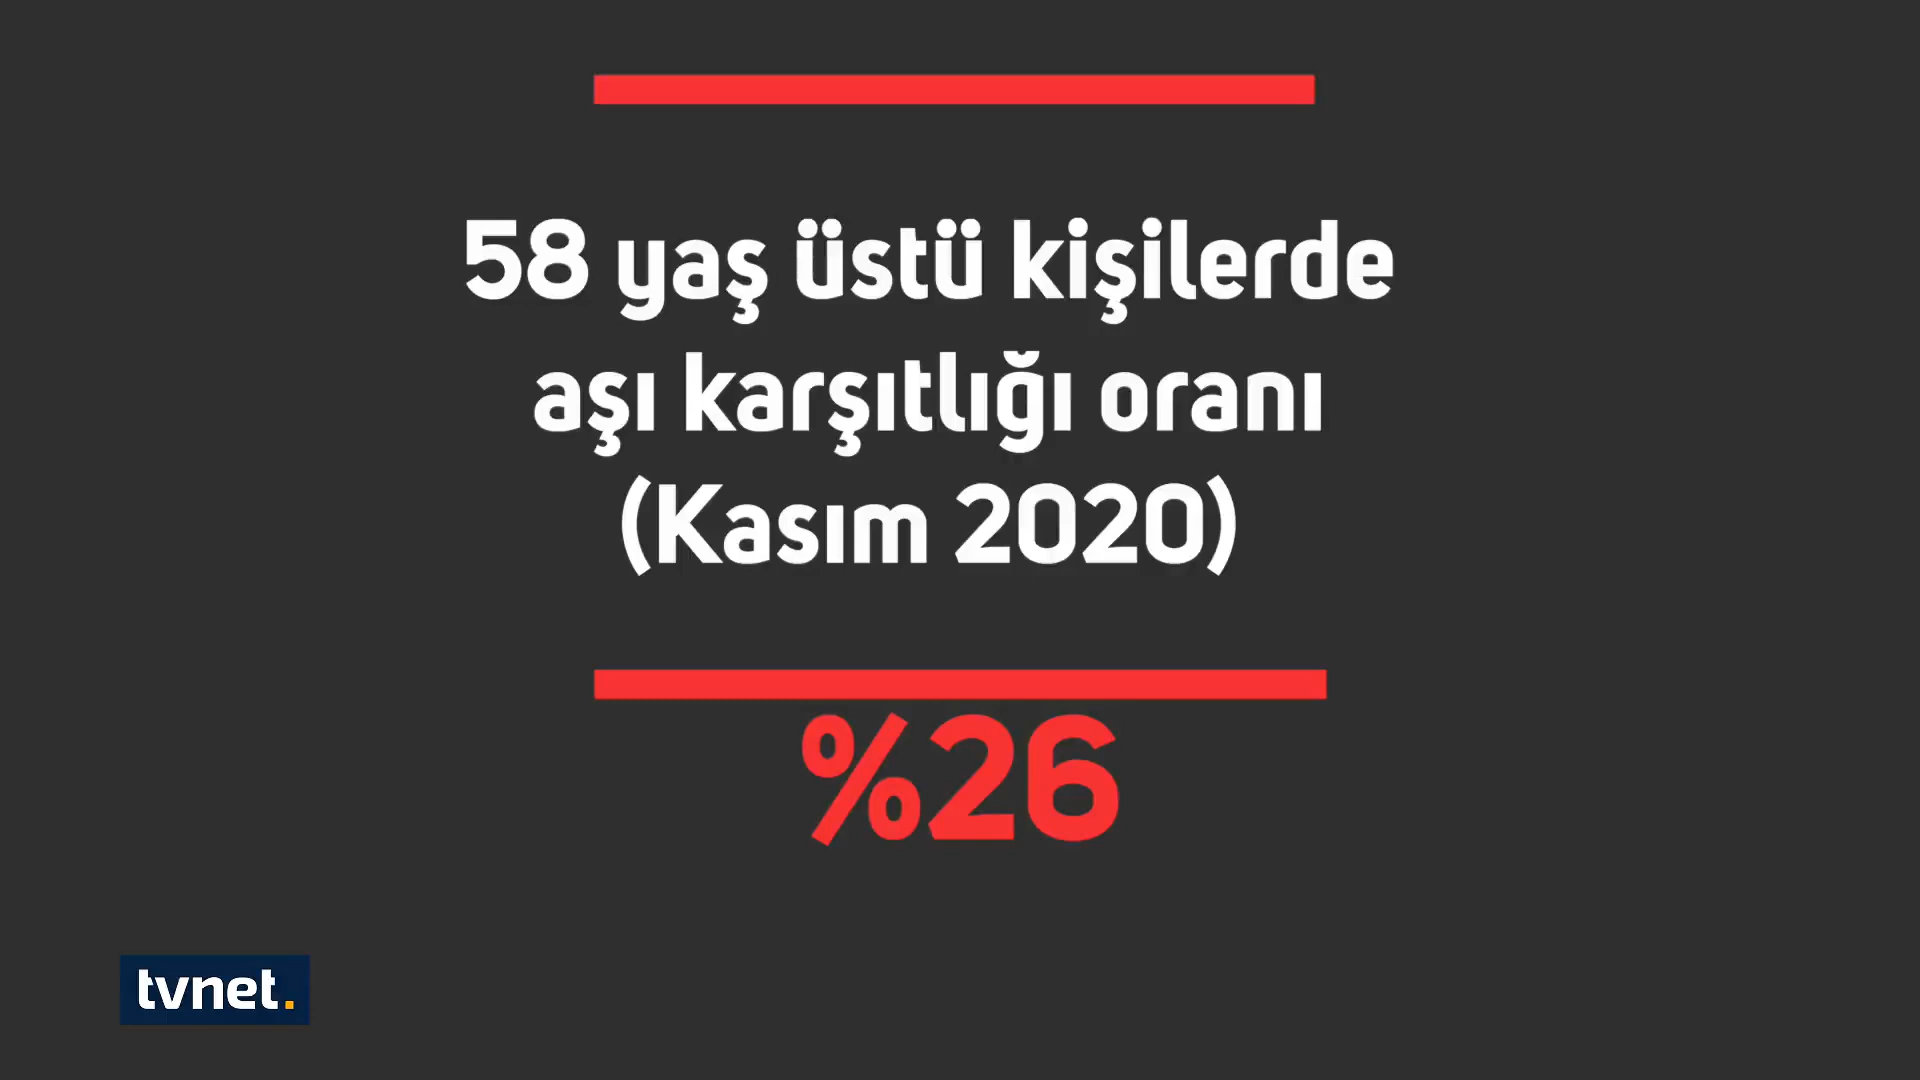 58 yaş üstü kişilerde
aşı karşıtlığı oranı
(Kasım 2020)
%26
tvnet.